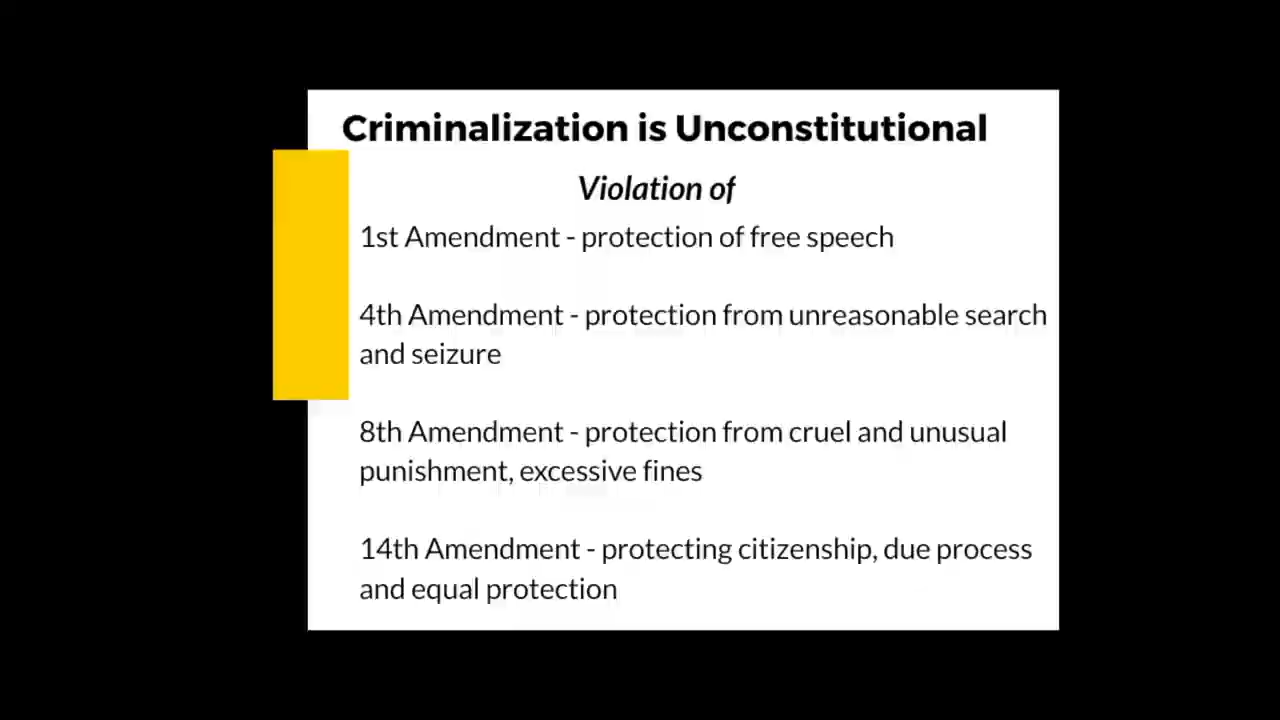 Criminalization is Unconstitutional
Violation of
1st Amendment - protection of free speech
4th Amendment - protection from unreasonable search
and seizure
8th Amendment - protection from cruel and unusual
punishment, excessive fines
14th Amendment - protecting citizenship, due process
and equal protection